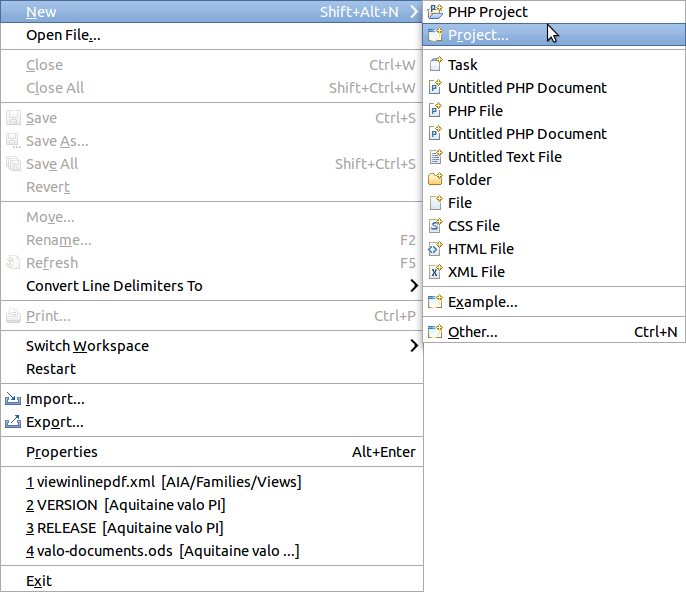 New Shift+Alt+N
Open File...
Close Ctrl+W
Close All Shift+Ctrl+W
Save Ctrl+S
Save As...
Save All Shift+Ctrl+S
Revert
Move...
Rename... F2
Refresh F5
Convert Line Delimiters To
Print... Ctrl+P
Switch Workspace
Restart
Import...
Export...
Properties Alt+Enter
1 viewinlinepdf.xml [AIA/Families/Views]
2 VERSION [Aquitaine valo PI]
3 RELEASE [Aquitaine valo PI]
4 valo-documents.ods [Aquitaine valo ...]
Exit
PHP Project
Project...
Task
Untitled PHP Document
PHP File
Untitled PHP Document
Untitled Text File
Folder
File
CSS File
HTML File
XML File
Example...
Other... Ctrl+N